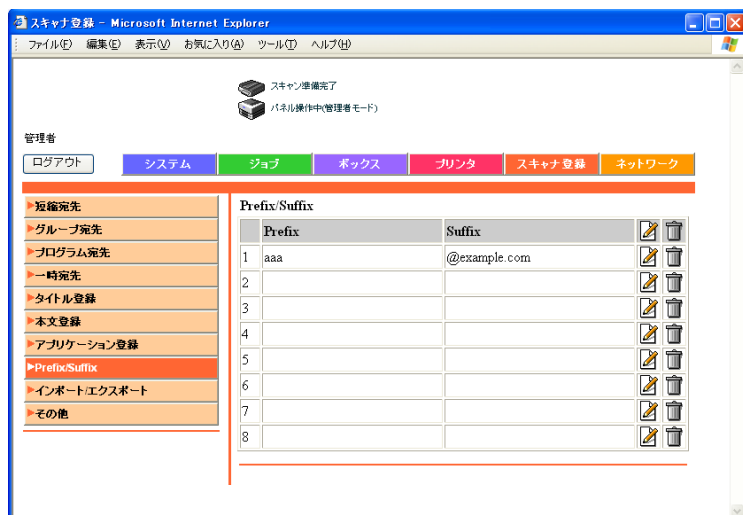 スキャナ登録 - Microsoft Internet Explorer
ファイル(F) 編集(E) 表示(V) お気に入り(A) ツール(T) ヘルプ(H)
スキャン準備完了
パネル操作中(管理者モード)
管理者
ログアウト システム ジョブ ボックス プリンタ スキャナ登録 ネットワーク
短縮宛先
グループ宛先
プログラム宛先
一時宛先
タイトル登録
本文登録
アプリケーション登録
Prefix/Suffix
インポート/エクスポート
その他
Prefix/Suffix
Prefix Suffix
1 aaa @example.com
2
3
4
5
6
7
8